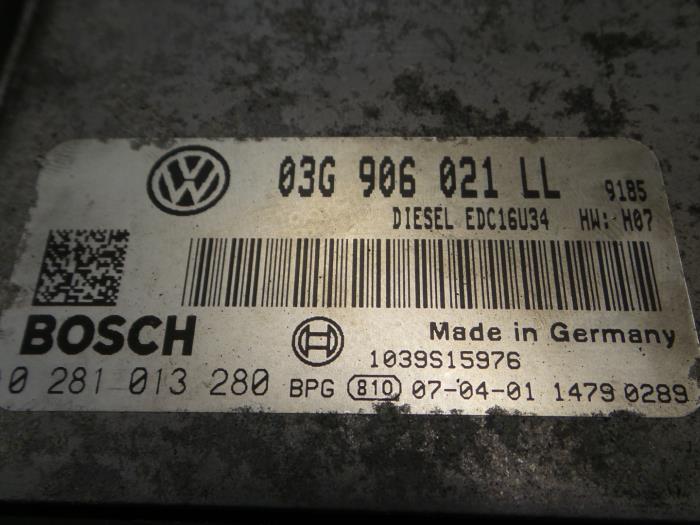 03G 906 021 LL 9185
DIESEL EDC16U34 HW: H07
BOSCH
Made in Germany
1039S15976
0 281 013 280 BPG 810 07-04-01 1479 0289